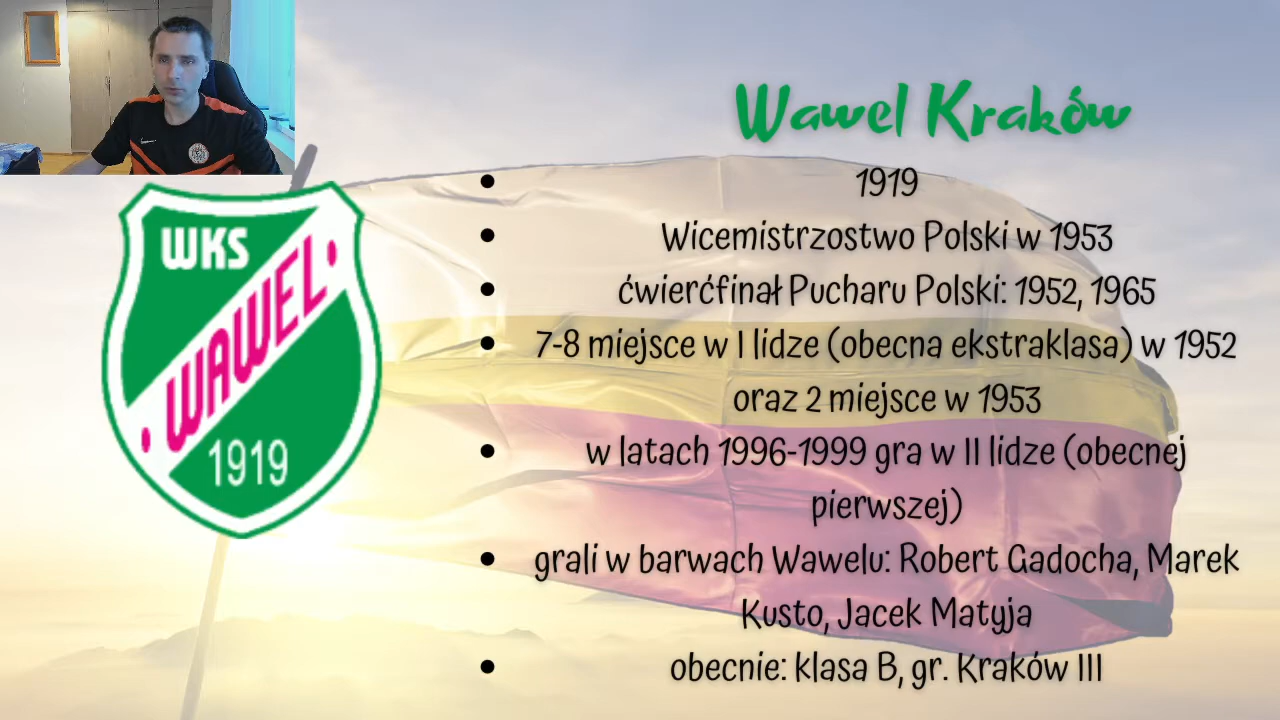 Wawel Kraków
WKS
WAWEL
1919
1919
Wicemistrzostwo Polski w 1953
ćwierćfinał Pucharu Polski: 1952, 1965
7-8 miejsce w I lidze (obecna ekstraklasa) w 1952
oraz 2 miejsce w 1953
w latach 1996-1999 gra w II lidze (obecnej
pierwszej)
grali w barwach Wawelu: Robert Gadocha, Marek
Kusto, Jacek Matyja
obecnie: klasa B, gr. Kraków III